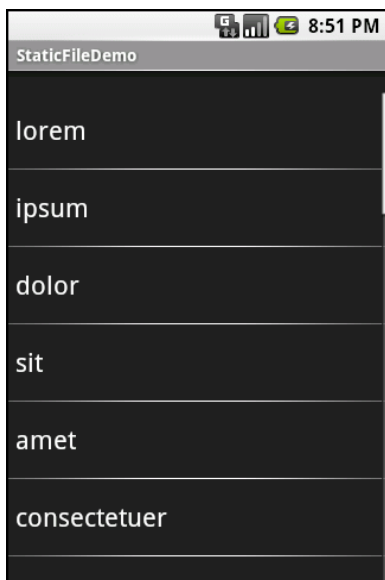 8:51 PM
StaticFileDemo
lorem
ipsum
dolor
sit
amet
consectetuer